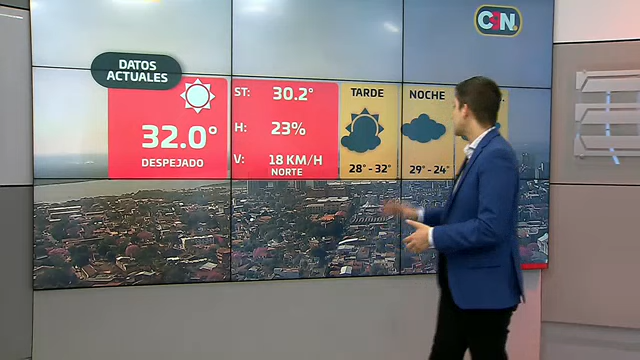 C9N
DATOS
ACTUALES
32.0°
DESPEJADO
ST: 30.2°
H: 23%
V: 18 KM/H
NORTE
TARDE
28° - 32°
NOCHE
29° - 24°